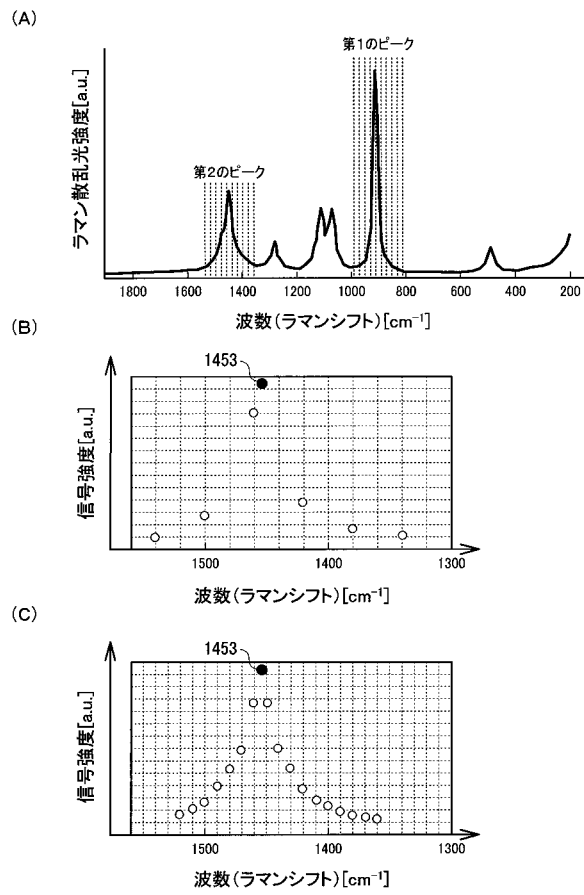 (A)
第1のピーク
第2のピーク
ラマン散乱光強度[a.u.]
1800 1600 1400 1200 1000 800 600 400 200
波数(ラマンシフト)[cm⁻¹]
(B)
1453
信号強度[a.u.]
1500 1400 1300
波数(ラマンシフト)[cm⁻¹]
(C)
1453
信号強度[a.u.]
1500 1400 1300
波数(ラマンシフト)[cm⁻¹]